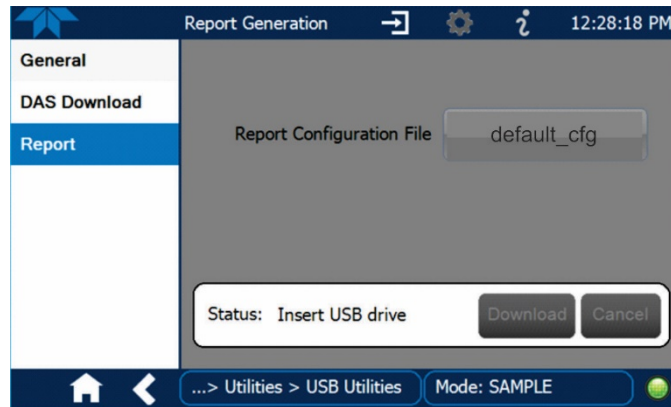 Report Generation
12:28:18 PM
General
DAS Download
Report
Report Configuration File
default_cfg
Status: Insert USB drive
Download
Cancel
...> Utilities > USB Utilities
Mode: SAMPLE